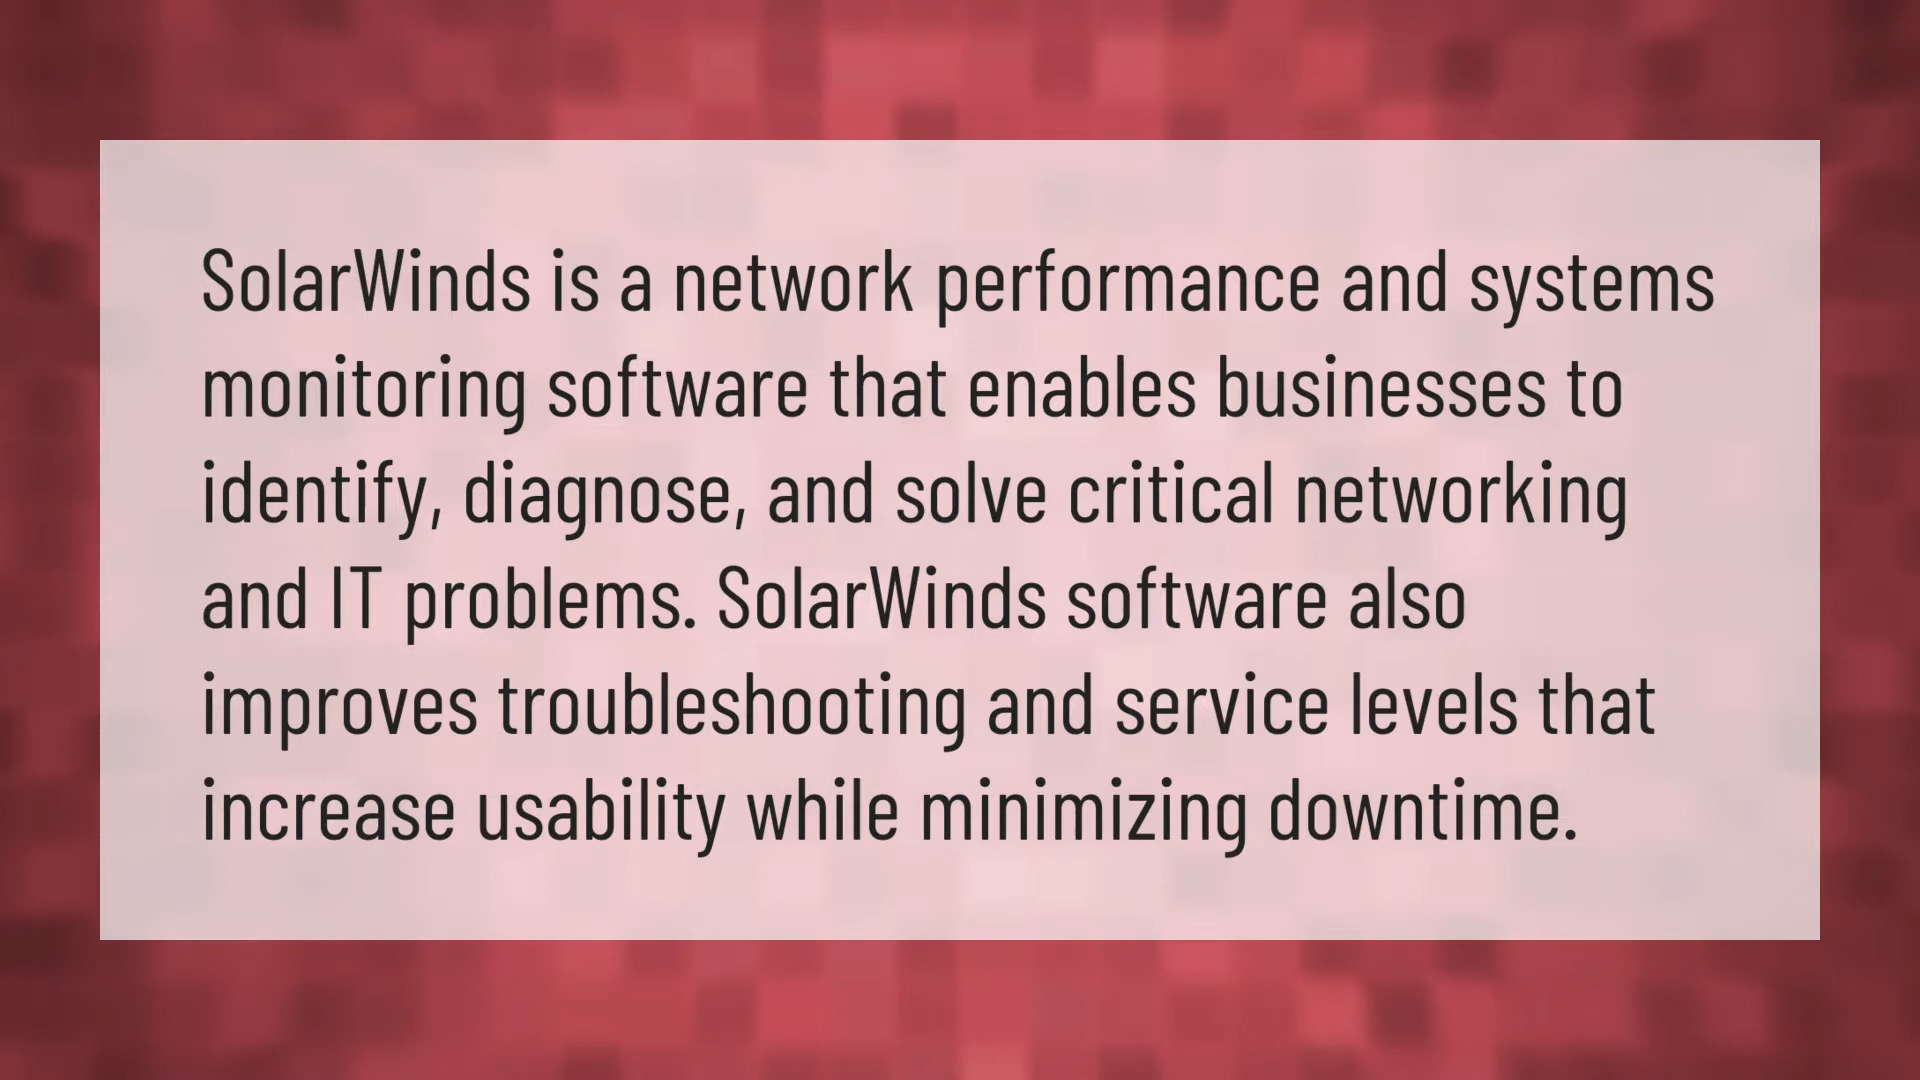 SolarWinds is a network performance and systems
monitoring software that enables businesses to
identify, diagnose, and solve critical networking
and IT problems. SolarWinds software also
improves troubleshooting and service levels that
increase usability while minimizing downtime.